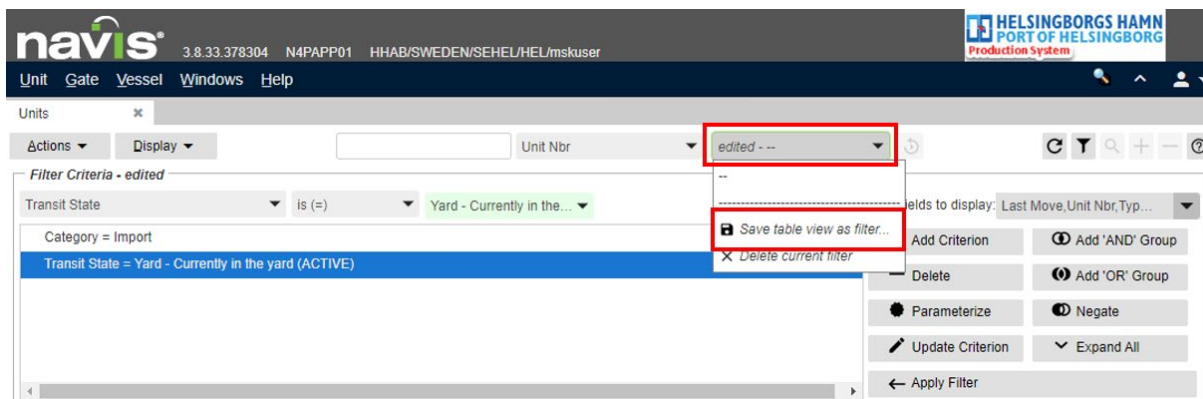 navis® 3.8.33.378304 N4PAPP01 HHAB/SWEDEN/SEHEL/HEL/mskuser
HELSINGBORGS HAMN
PORT OF HELSINGBORG
Production System
Unit Gate Vessel Windows Help
Units
Actions Display Unit Nbr edited - --
--
Filter Criteria - edited
Transit State is (=) Yard - Currently in the... ields to display: Last Move,Unit Nbr,Typ...
Save table view as filter...
Delete current filter
Category = Import
Transit State = Yard - Currently in the yard (ACTIVE)
Add Criterion Add 'AND' Group
Delete Add 'OR' Group
Parameterize Negate
Update Criterion Expand All
Apply Filter